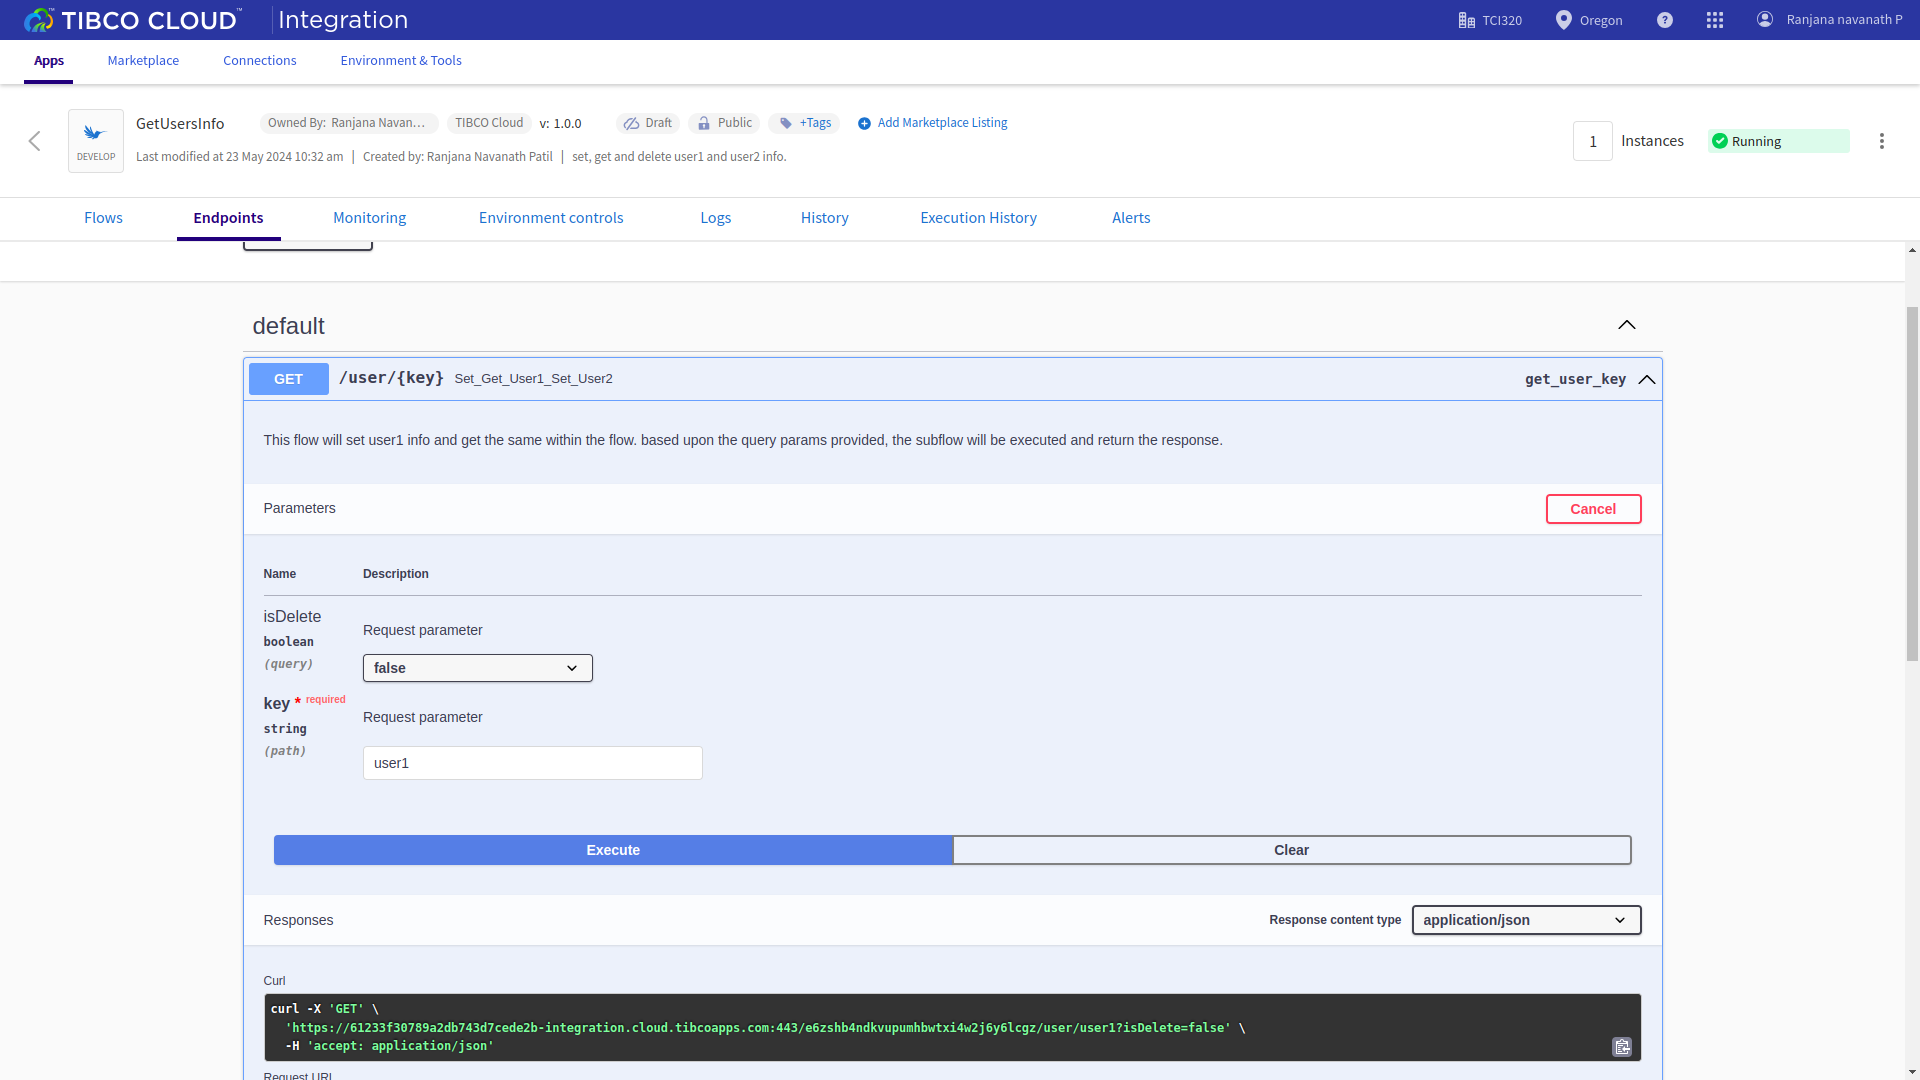 TIBCO CLOUD™ Integration TCI320 Oregon ? Ranjana navanath P
Apps Marketplace Connections Environment & Tools
GetUsersInfo Owned By: Ranjana Navan... TIBCO Cloud v: 1.0.0 Draft Public +Tags Add Marketplace Listing
DEVELOP
Last modified at 23 May 2024 10:32 am | Created by: Ranjana Navanath Patil | set, get and delete user1 and user2 info.
1 Instances Running
Flows Endpoints Monitoring Environment controls Logs History Execution History Alerts
default
GET /user/{key} Set_Get_User1_Set_User2 get_user_key
This flow will set user1 info and get the same within the flow. based upon the query params provided, the subflow will be executed and return the response.
Parameters Cancel
Name Description
isDelete
boolean
(query)
Request parameter
false
key * required
string
(path)
Request parameter
user1
Execute Clear
Responses Response content type application/json
Curl
curl -X 'GET' \
'https://61233f30789a2db743d7cede2b-integration.cloud.tibcoapps.com:443/e6zshb4ndkvupumhbwtxi4w2j6y6lcgz/user/user1?isDelete=false' \
-H 'accept: application/json'
Request URL